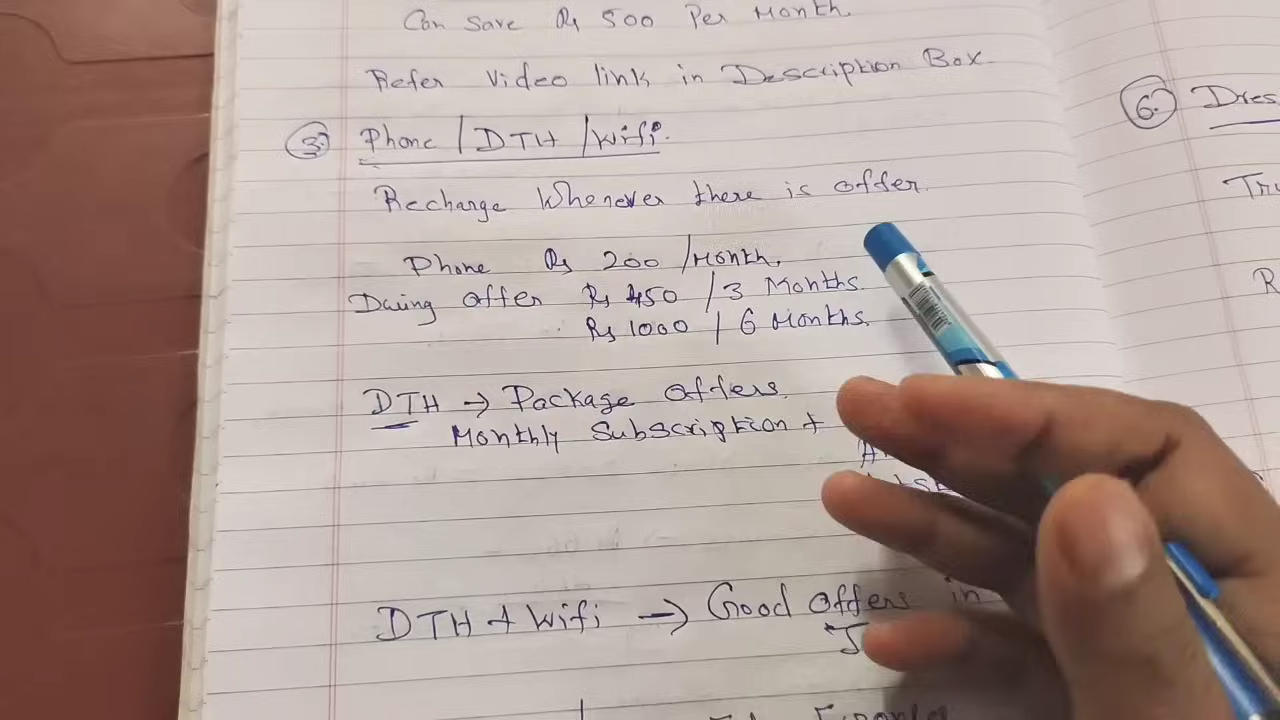 Can save Rs 500 Per Month.
Refer Video link in Description Box.
3. Phone / DTH / Wifi.
Recharge Whenever there is offer.
Phone Rs 200 / Month.
During offer Rs 450 / 3 Months.
Rs 1000 / 6 Months.
DTH → Package Offers.
Monthly Subscription +
DTH + Wifi → Good Offers in
6.